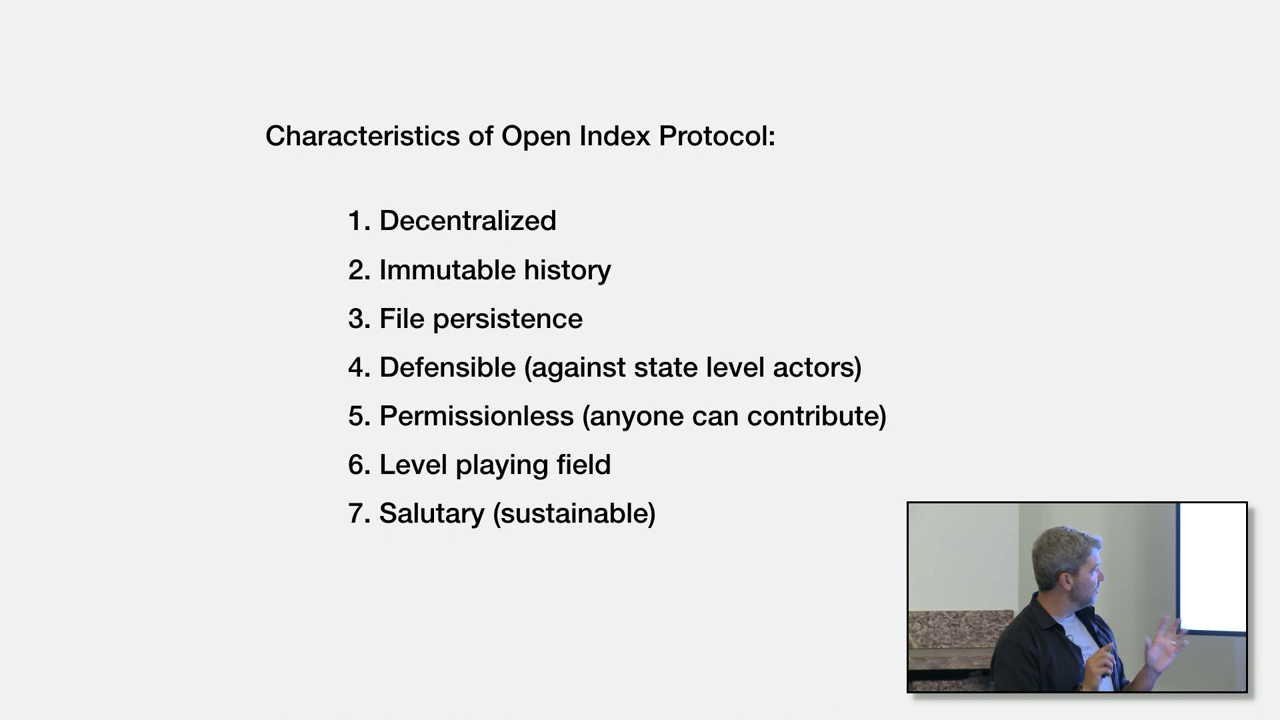 Characteristics of Open Index Protocol:
1. Decentralized
2. Immutable history
3. File persistence
4. Defensible (against state level actors)
5. Permissionless (anyone can contribute)
6. Level playing field
7. Salutary (sustainable)